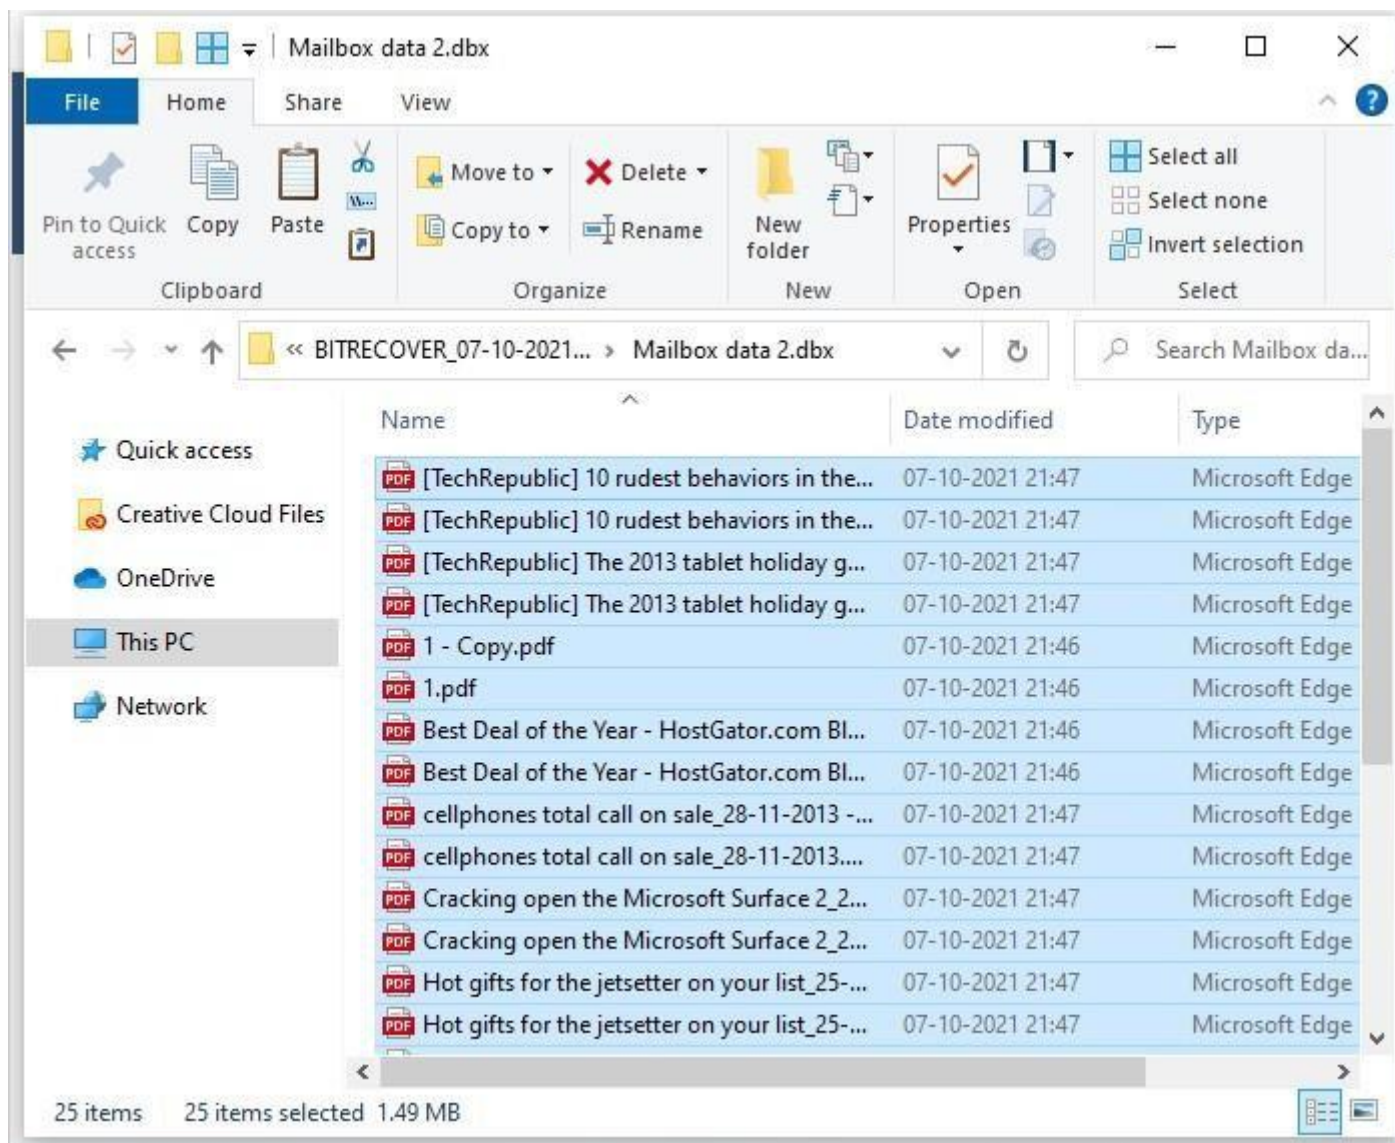 Mailbox data 2.dbx
File Home Share View
Pin to Quick access
Copy
Paste
Move to
Copy to
Delete
Rename
New folder
Properties
Select all
Select none
Invert selection
Clipboard Organize New Open Select
« BITRECOVER_07-10-2021... › Mailbox data 2.dbx
Search Mailbox da...
Quick access
Creative Cloud Files
OneDrive
This PC
Network
Name Date modified Type
[TechRepublic] 10 rudest behaviors in the... 07-10-2021 21:47 Microsoft Edge
[TechRepublic] 10 rudest behaviors in the... 07-10-2021 21:47 Microsoft Edge
[TechRepublic] The 2013 tablet holiday g... 07-10-2021 21:47 Microsoft Edge
[TechRepublic] The 2013 tablet holiday g... 07-10-2021 21:47 Microsoft Edge
1 - Copy.pdf 07-10-2021 21:46 Microsoft Edge
1.pdf 07-10-2021 21:46 Microsoft Edge
Best Deal of the Year - HostGator.com Bl... 07-10-2021 21:46 Microsoft Edge
Best Deal of the Year - HostGator.com Bl... 07-10-2021 21:46 Microsoft Edge
cellphones total call on sale_28-11-2013 -... 07-10-2021 21:47 Microsoft Edge
cellphones total call on sale_28-11-2013.... 07-10-2021 21:47 Microsoft Edge
Cracking open the Microsoft Surface 2_2... 07-10-2021 21:47 Microsoft Edge
Cracking open the Microsoft Surface 2_2... 07-10-2021 21:47 Microsoft Edge
Hot gifts for the jetsetter on your list_25-... 07-10-2021 21:47 Microsoft Edge
Hot gifts for the jetsetter on your list_25-... 07-10-2021 21:47 Microsoft Edge
25 items 25 items selected 1.49 MB